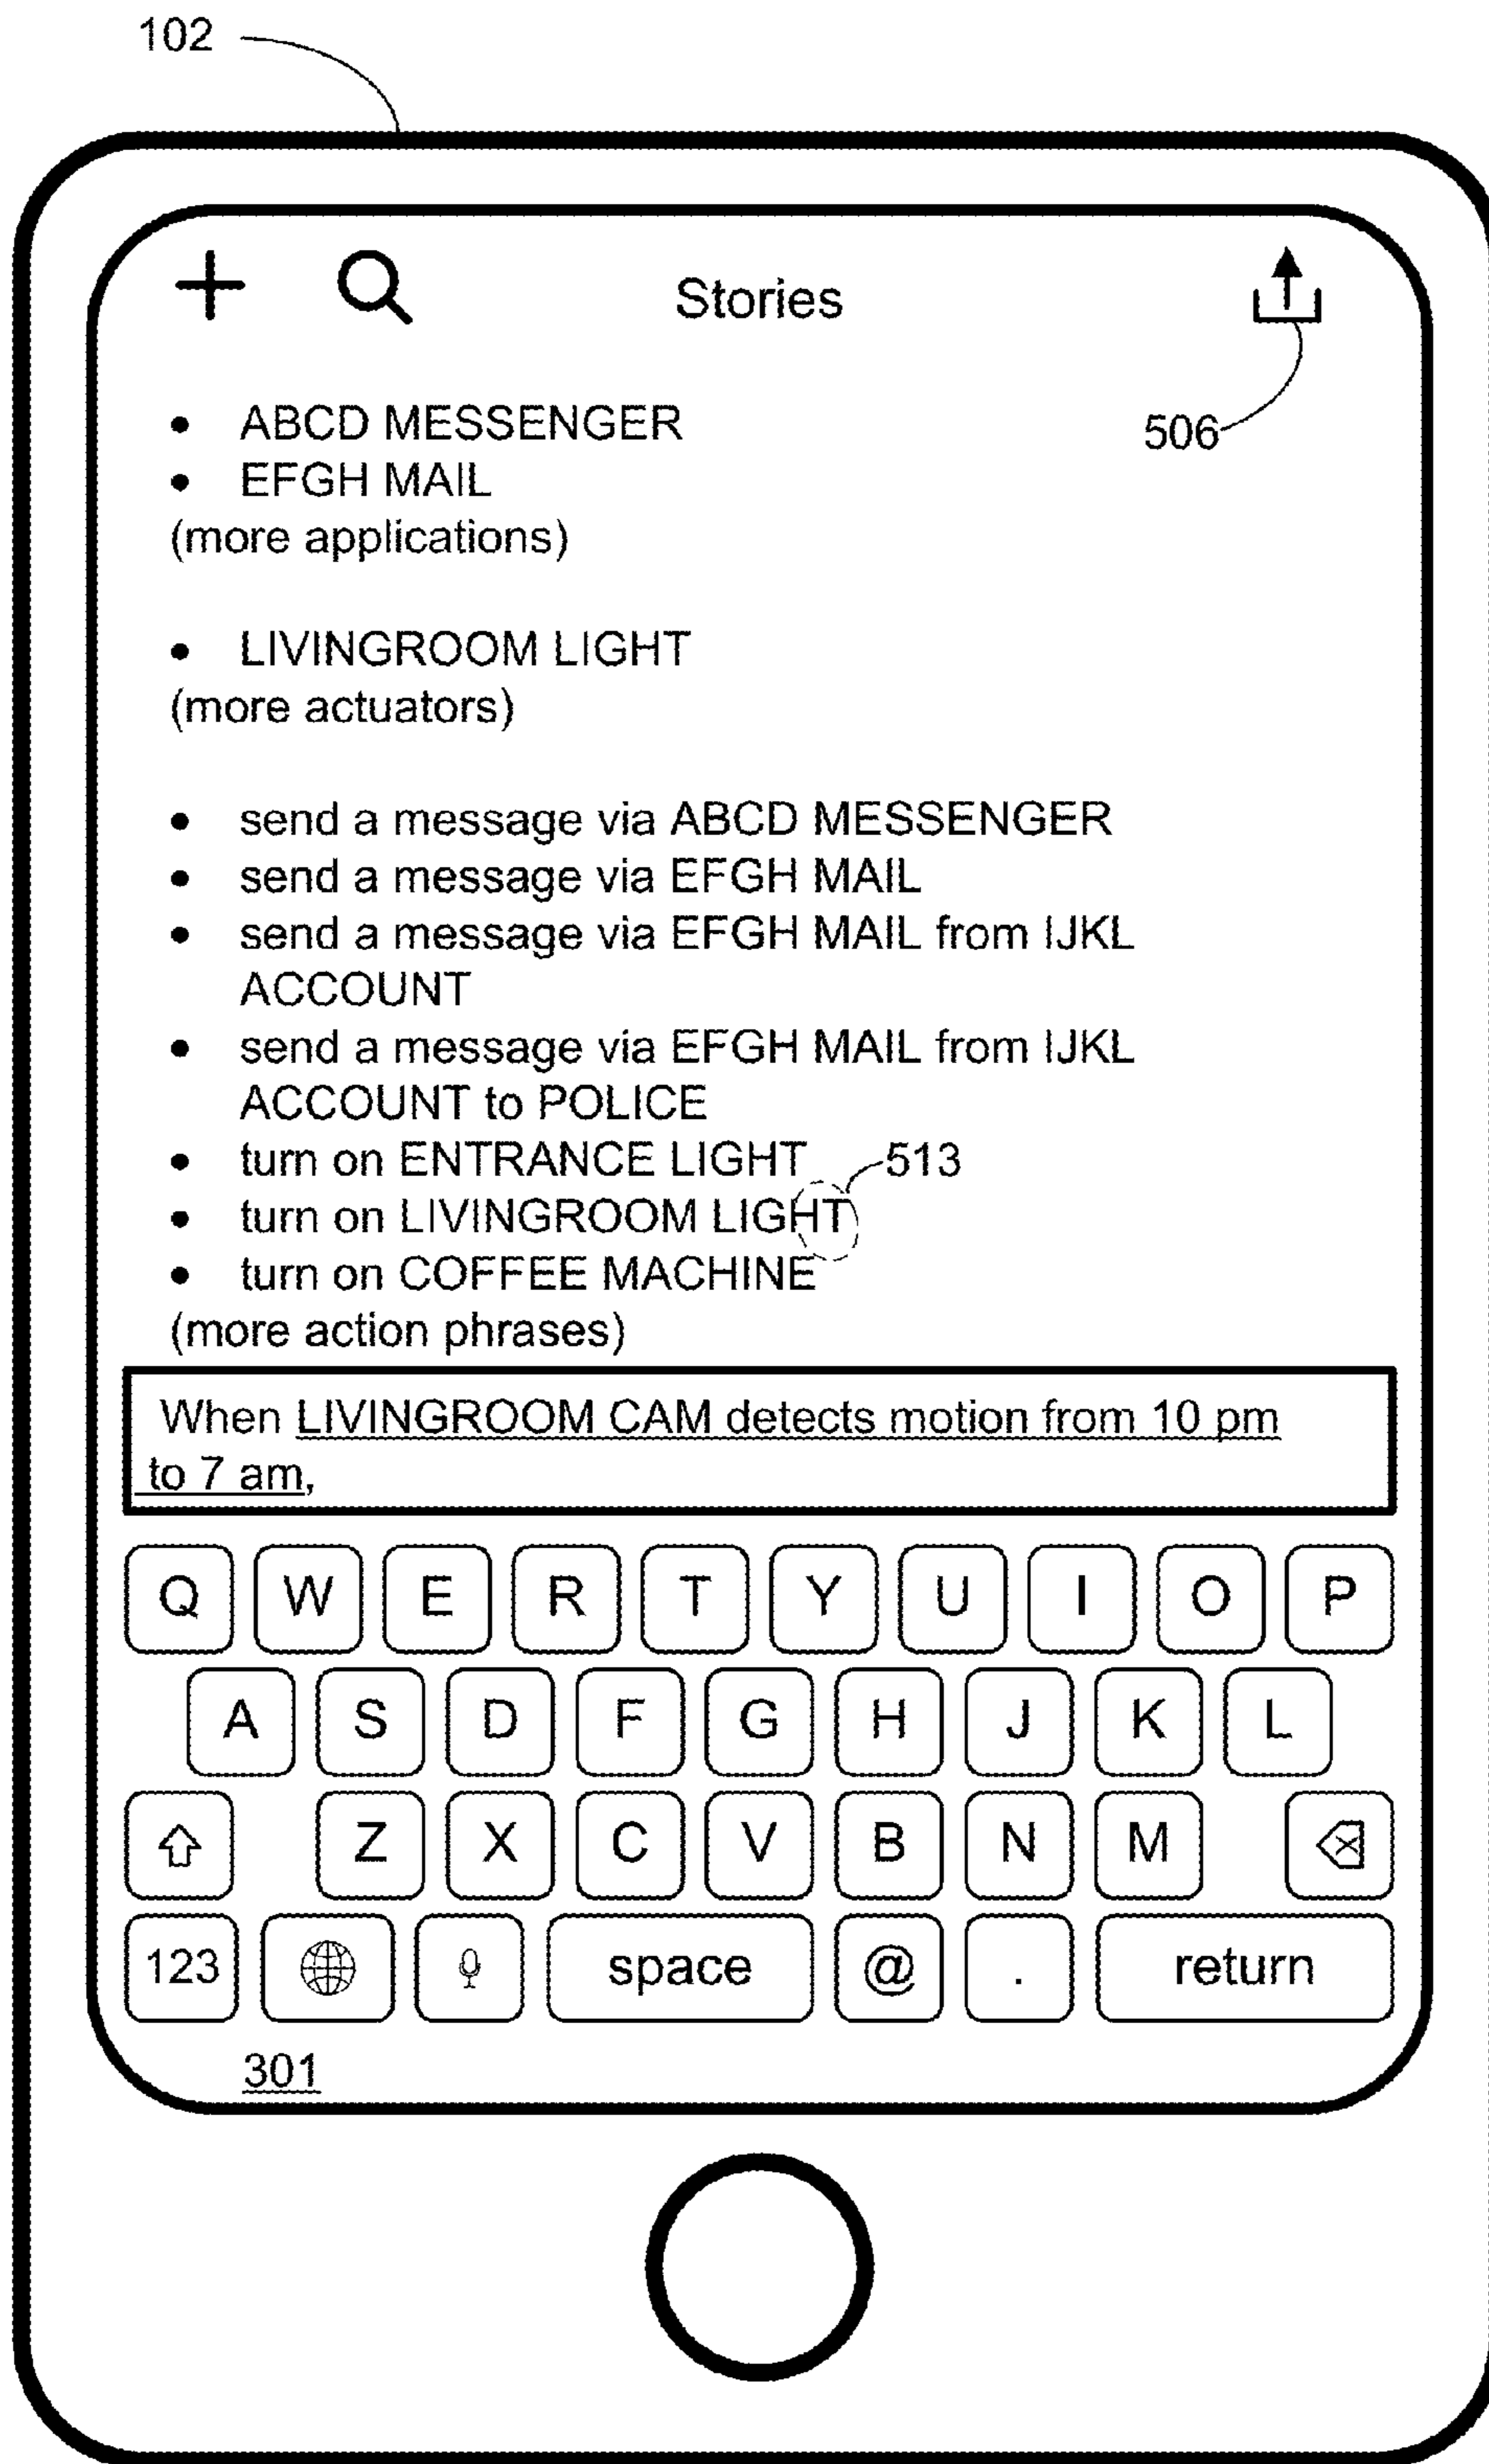 102
Stories
506
• ABCD MESSENGER
• EFGH MAIL
(more applications)
• LIVINGROOM LIGHT
(more actuators)
• send a message via ABCD MESSENGER
• send a message via EFGH MAIL
• send a message via EFGH MAIL from IJKL
ACCOUNT
• send a message via EFGH MAIL from IJKL
ACCOUNT to POLICE
• turn on ENTRANCE LIGHT
513
• turn on LIVINGROOM LIGHT
• turn on COFFEE MACHINE
(more action phrases)
When LIVINGROOM CAM detects motion from 10 pm
to 7 am,
Q W E R T Y U I O P
A S D F G H J K L
Z X C V B N M
123 space @ . return
301